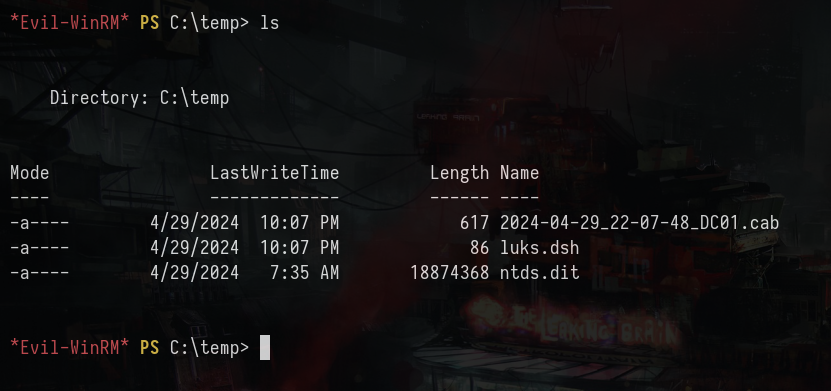 *Evil-WinRM* PS C:\temp> ls
Directory: C:\temp
Mode LastWriteTime Length Name
---- ------------- ------ ----
-a---- 4/29/2024 10:07 PM 617 2024-04-29_22-07-48_DC01.cab
-a---- 4/29/2024 10:07 PM 86 luks.dsh
-a---- 4/29/2024 7:35 AM 18874368 ntds.dit
*Evil-WinRM* PS C:\temp>